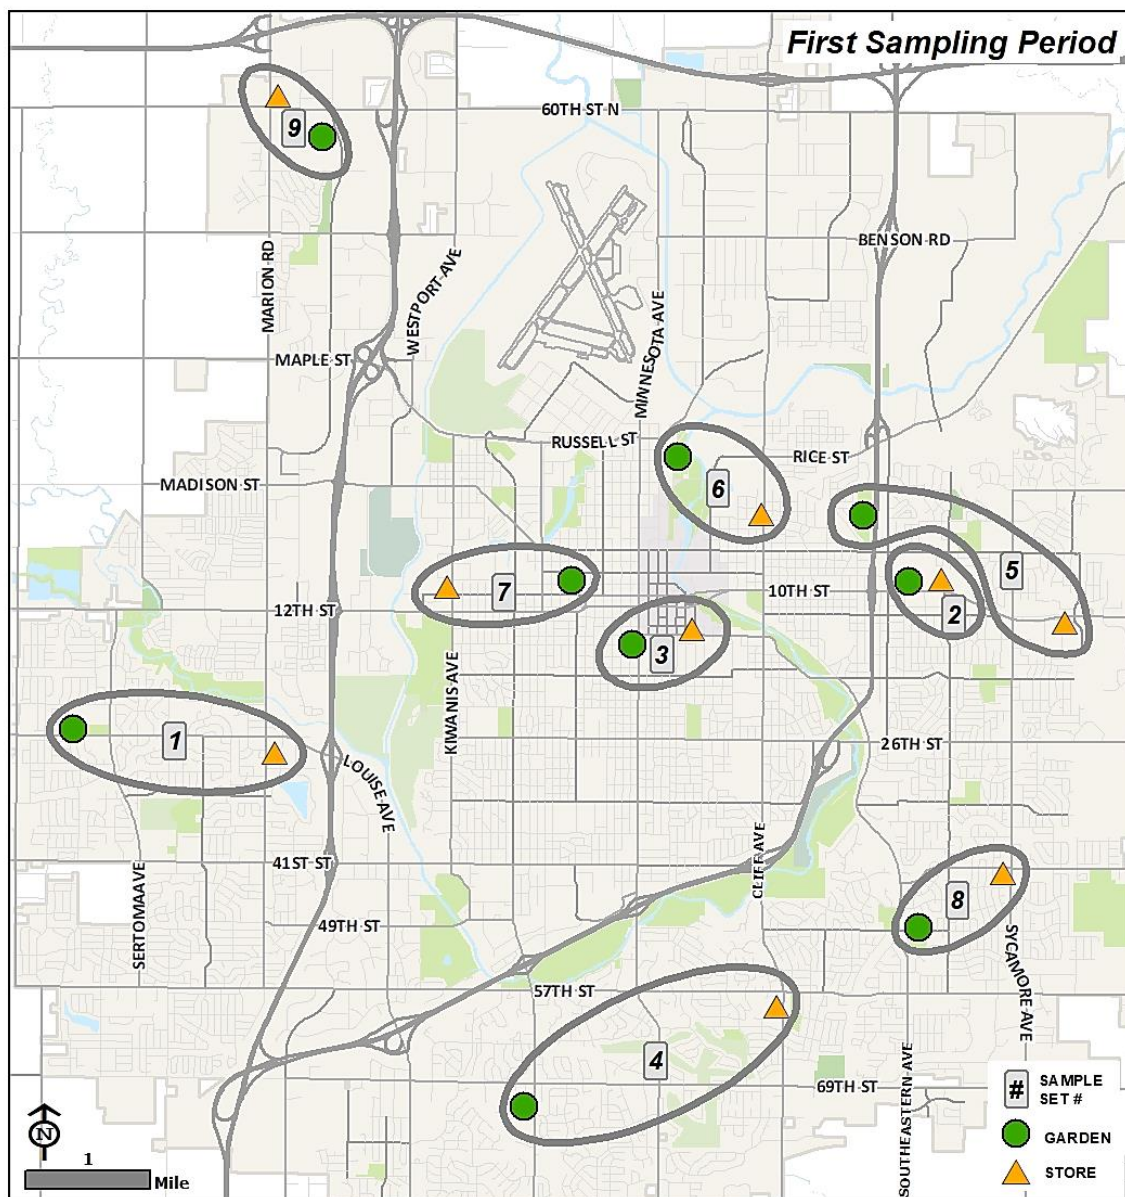 First Sampling Period
60TH ST N
9
BENSON RD
MARION RD
WESTPORT AVE
MINNESOTA AVE
MAPLE ST
RUSSELL ST
RICE ST
MADISON ST
6
5
7
10TH ST
12TH ST
2
3
KIWANIS AVE
1
26TH ST
LOUISE AVE
CLIFF AVE
41ST ST
SERTOMA AVE
8
49TH ST
SYCAMORE AVE
57TH ST
4
69TH ST
SOUTHEASTERN AVE
# SAMPLE
SET #
GARDEN
STORE
N
1
Mile